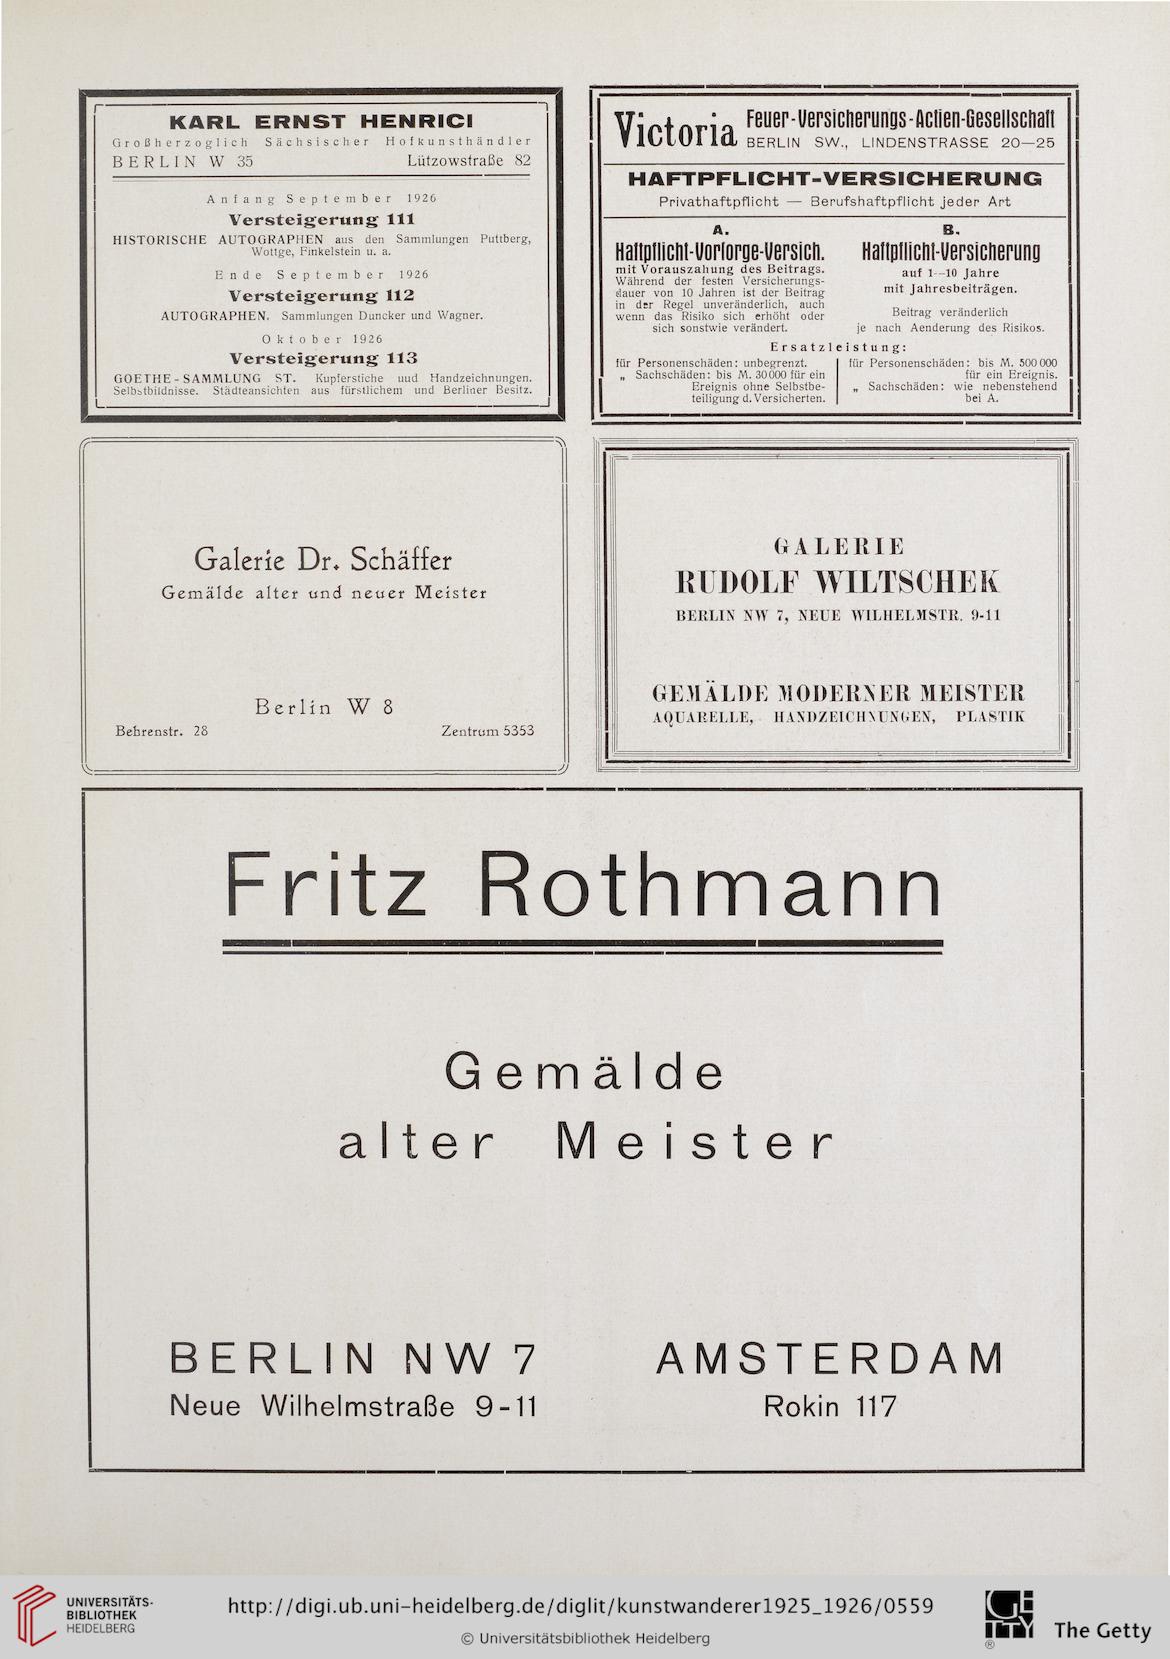 KARL ERNST HENRICI
Großherzoglich Sächsischer Hofkunsthändler
BERLIN W 35 Lützowstraße 82
Anfang September 1926
Versteigerung 111
HISTORISCHE AUTOGRAPHEN aus den Sammlungen Puttberg,
Wottge, Finkelstein u. a.
Ende September 1926
Versteigerung 112
AUTOGRAPHEN. Sammlungen Duncker und Wagner.
Oktober 1926
Versteigerung 113
GOETHE-SAMMLUNG ST. Kupferstiche uud Handzeichnungen.
Selbstbildnisse. Städteansichten aus fürstlichem und Berliner Besitz.
Victoria Feuer-Versicherungs-Actien-Gesellschaft
BERLIN SW., LINDENSTRASSE 20—25
HAFTPFLICHT-VERSICHERUNG
Privathaftpflicht — Berufshaftpflicht jeder Art
A.
Haftpflicht-Vorsorge-Versich.
mit Vorauszahung des Beitrags.
Während der festen Versicherungs-
dauer von 10 Jahren ist der Beitrag
in der Regel unveränderlich, auch
wenn das Risiko sich erhöht oder
sich sonstwie verändert.
B.
Haftpflicht-Versicherung
auf 1—10 Jahre
mit Jahresbeiträgen.
Beitrag veränderlich
je nach Aenderung des Risikos.
Ersatzleistung:
für Personenschäden: unbegrenzt.
„ Sachschäden: bis M. 30000 für ein
Ereignis ohne Selbstbe-
teiligung d. Versicherten.
für Personenschäden: bis M. 500 000
für ein Ereignis.
„ Sachschäden: wie nebenstehend
bei A.
Galerie Dr. Schäffer
Gemälde alter und neuer Meister
Berlin W 8
Behrenstr. 28 Zentrum 5353
GALERIE
RUDOLF WILTSCHEK
BERLIN NW 7, NEUE WILHELMSTR. 9-11
GEMÄLDE MODERNER MEISTER
AQUARELLE, HANDZEICHNUNGEN, PLASTIK
Fritz Rothmann
Gemälde
alter Meister
BERLIN NW 7
Neue Wilhelmstraße 9-11
AMSTERDAM
Rokin 117
UNIVERSITÄTS-
BIBLIOTHEK
HEIDELBERG
http://digi.ub.uni-heidelberg.de/diglit/kunstwanderer1925_1926/0559
© Universitätsbibliothek Heidelberg
GETTY
®
The Getty